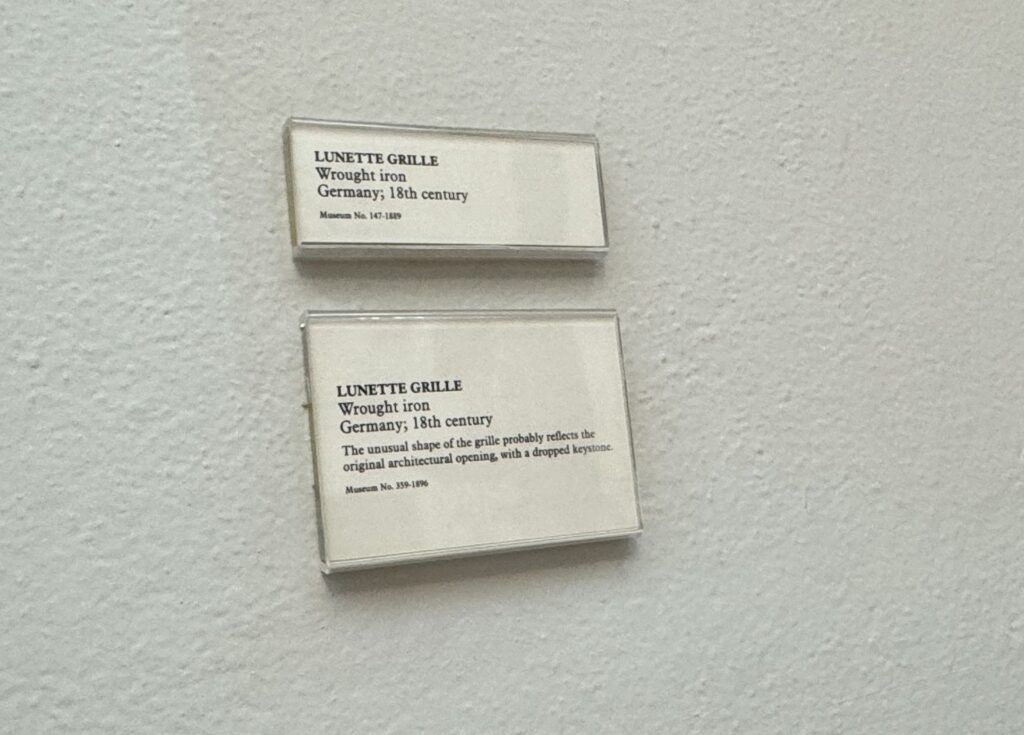 LUNETTE GRILLE
Wrought iron
Germany; 18th century
Museum No. 147-1889
LUNETTE GRILLE
Wrought iron
Germany; 18th century
The unusual shape of the grille probably reflects the
original architectural opening, with a dropped keystone.
Museum No. 359-1896